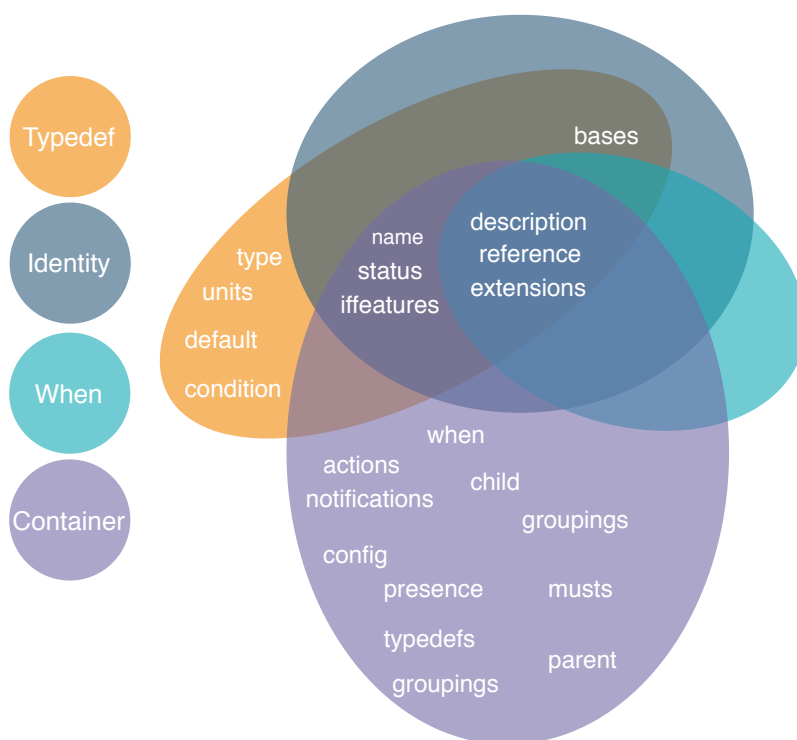 Typedef
Identity
When
Container
bases
description
name
reference
type
status
extensions
units
iffeatures
default
condition
when
actions
child
notifications
groupings
config
presence
musts
typedefs
parent
groupings